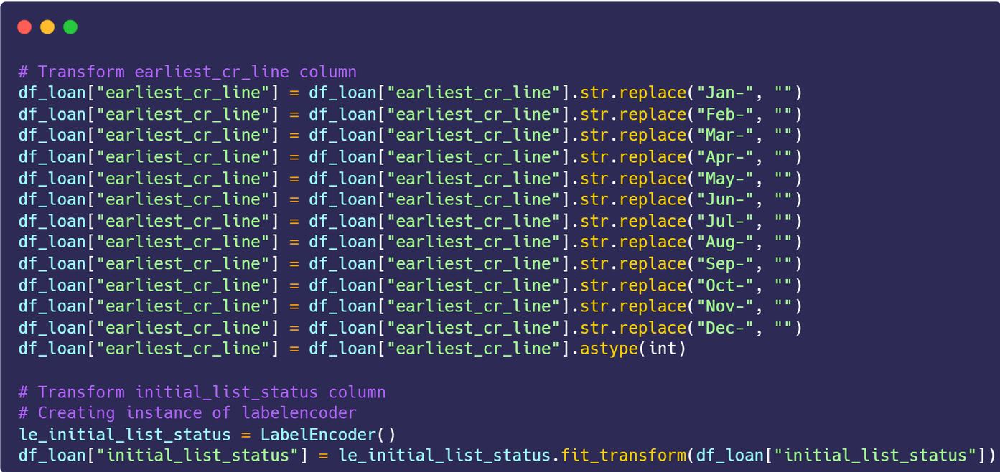 # Transform earliest_cr_line column
df_loan["earliest_cr_line"] = df_loan["earliest_cr_line"].str.replace("Jan-", "")
df_loan["earliest_cr_line"] = df_loan["earliest_cr_line"].str.replace("Feb-", "")
df_loan["earliest_cr_line"] = df_loan["earliest_cr_line"].str.replace("Mar-", "")
df_loan["earliest_cr_line"] = df_loan["earliest_cr_line"].str.replace("Apr-", "")
df_loan["earliest_cr_line"] = df_loan["earliest_cr_line"].str.replace("May-", "")
df_loan["earliest_cr_line"] = df_loan["earliest_cr_line"].str.replace("Jun-", "")
df_loan["earliest_cr_line"] = df_loan["earliest_cr_line"].str.replace("Jul-", "")
df_loan["earliest_cr_line"] = df_loan["earliest_cr_line"].str.replace("Aug-", "")
df_loan["earliest_cr_line"] = df_loan["earliest_cr_line"].str.replace("Sep-", "")
df_loan["earliest_cr_line"] = df_loan["earliest_cr_line"].str.replace("Oct-", "")
df_loan["earliest_cr_line"] = df_loan["earliest_cr_line"].str.replace("Nov-", "")
df_loan["earliest_cr_line"] = df_loan["earliest_cr_line"].str.replace("Dec-", "")
df_loan["earliest_cr_line"] = df_loan["earliest_cr_line"].astype(int)
# Transform initial_list_status column
# Creating instance of labelencoder
le_initial_list_status = LabelEncoder()
df_loan["initial_list_status"] = le_initial_list_status.fit_transform(df_loan["initial_list_status"])